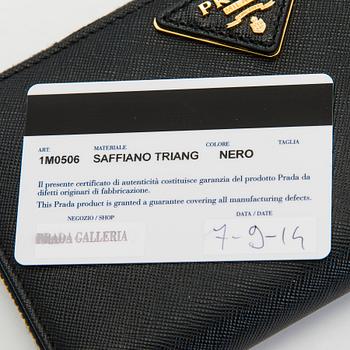 PRADA
ART. MATERIALE COLORE TAGLIA
1M0506 SAFFIANO TRIANG NERO
Il presente certificato di autenticità costituisce garanzia del prodotto Prada da
difetti originari di fabbricazione.
This Prada product is granted a guarantee covering all manufacturing defects.
NEGOZIO / SHOP DATA / DATE
PRADA GALLERIA 7-9-14